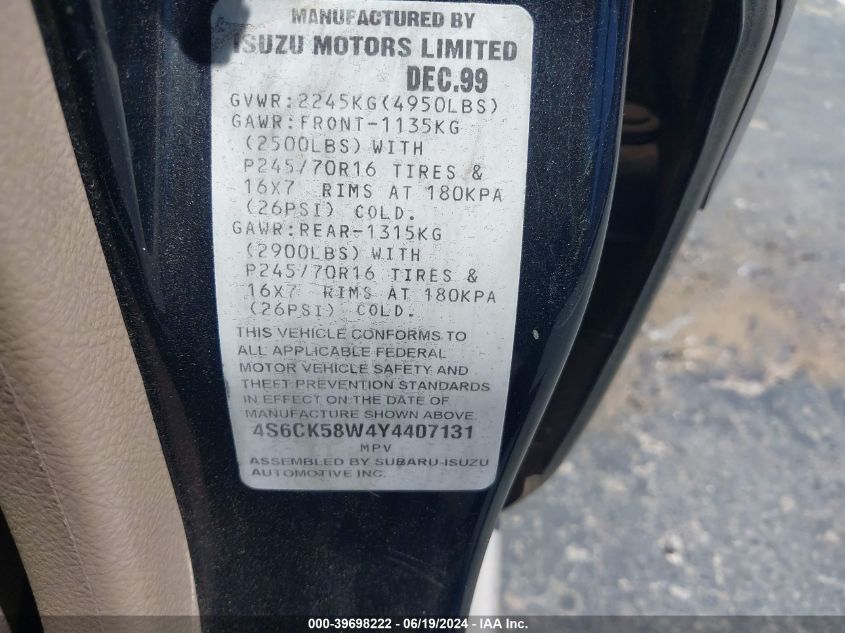 MANUFACTURED BY
ISUZU MOTORS LIMITED
DEC.99
GVWR:2245KG(4950LBS)
GAWR:FRONT-1135KG
(2500LBS) WITH
P245/70R16 TIRES &
16X7 RIMS AT 180KPA
(26PSI) COLD.
GAWR:REAR-1315KG
(2900LBS) WITH
P245/70R16 TIRES &
16X7 RIMS AT 180KPA
(26PSI) COLD.
THIS VEHICLE CONFORMS TO
ALL APPLICABLE FEDERAL
MOTOR VEHICLE SAFETY AND
THEFT PREVENTION STANDARDS
IN EFFECT ON THE DATE OF
MANUFACTURE SHOWN ABOVE
4S6CK58W4Y4407131
MPV
ASSEMBLED BY SUBARU-ISUZU
AUTOMOTIVE INC.
000-39698222 - 06/19/2024 - IAA Inc.